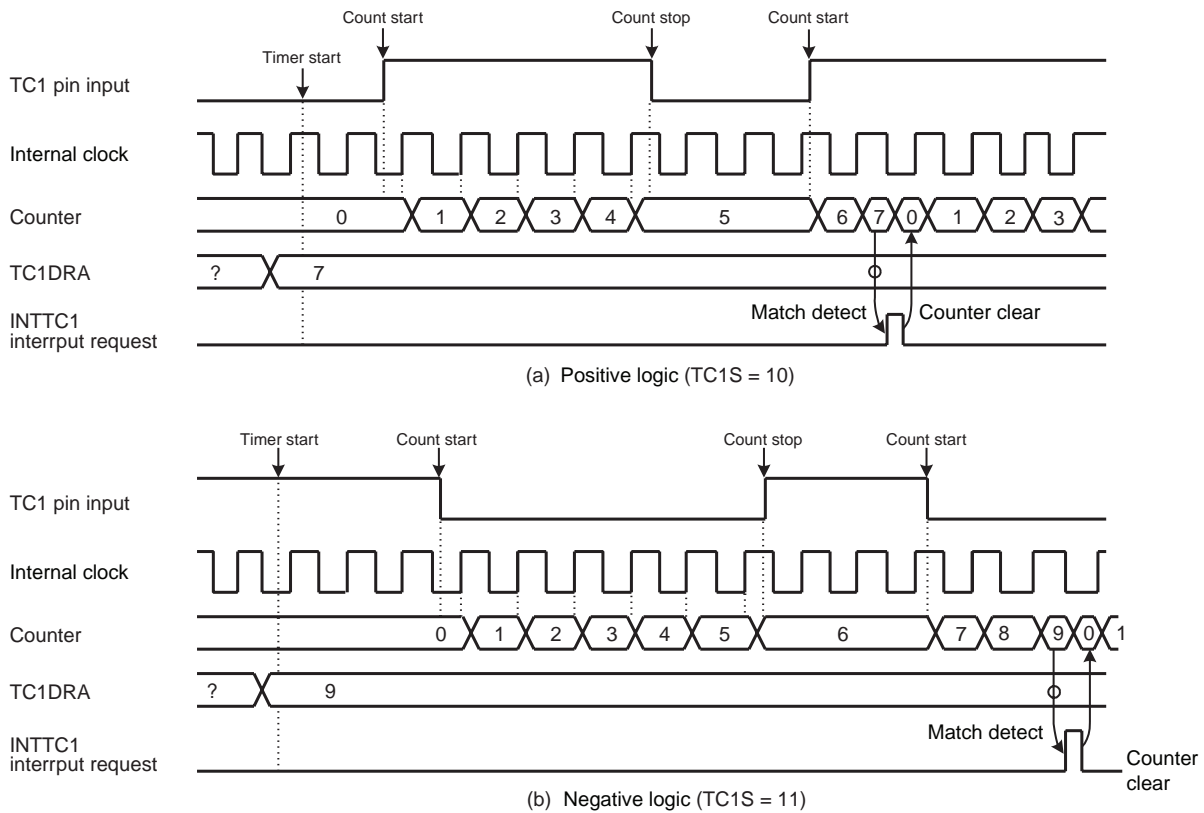 Count start Count stop Count start
Timer start
TC1 pin input
Internal clock
Counter 0 1 2 3 4 5 6 7 0 1 2 3
TC1DRA ? 7
Match detect Counter clear
INTTC1
interrput request
(a) Positive logic (TC1S = 10)
Timer start Count start Count stop Count start
TC1 pin input
Internal clock
Counter 0 1 2 3 4 5 6 7 8 9 0 1
TC1DRA ? 9
Match detect
INTTC1
interrput request
Counter
clear
(b) Negative logic (TC1S = 11)